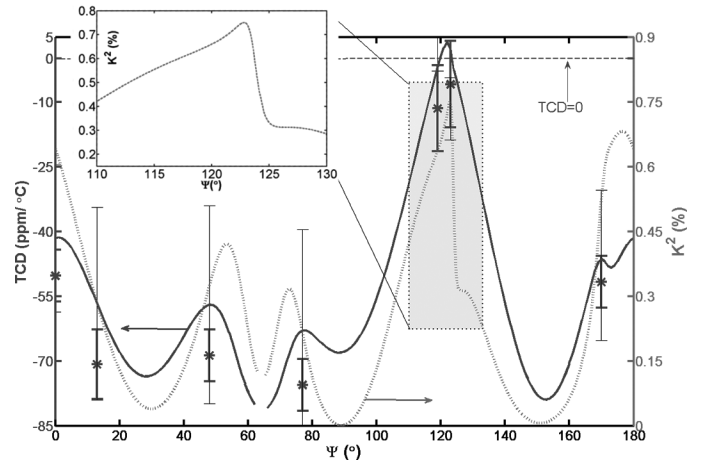 0.8
0.7
0.6
0.5
0.4
0.3
0.2
K² (%)
110 115 120 125 130
Ψ(°)
5
0
-10
-25
-40
-55
-70
-85
TCD (ppm/ °C)
TCD=0
0.9
0.75
0.6
0.45
0.3
0.15
0
K² (%)
0 20 40 60 80 100 120 140 160 180
Ψ (°)